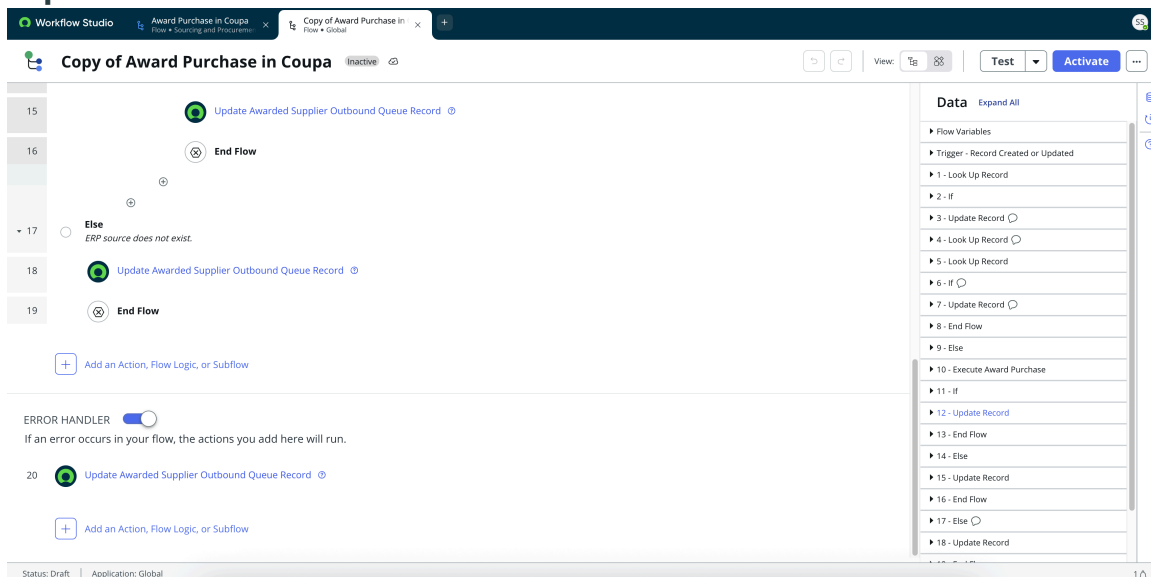 Workflow Studio
Award Purchase in Coupa
Flow • Sourcing and Procureme
Copy of Award Purchase in
Flow • Global
SS
Copy of Award Purchase in Coupa
Inactive
View:
Test
Activate
15
Update Awarded Supplier Outbound Queue Record
16
End Flow
17
Else
ERP source does not exist.
18
Update Awarded Supplier Outbound Queue Record
19
End Flow
Add an Action, Flow Logic, or Subflow
ERROR HANDLER
If an error occurs in your flow, the actions you add here will run.
20
Update Awarded Supplier Outbound Queue Record
Add an Action, Flow Logic, or Subflow
Data
Expand All
Flow Variables
Trigger - Record Created or Updated
1 - Look Up Record
2 - If
3 - Update Record
4 - Look Up Record
5 - Look Up Record
6 - If
7 - Update Record
8 - End Flow
9 - Else
10 - Execute Award Purchase
11 - If
12 - Update Record
13 - End Flow
14 - Else
15 - Update Record
16 - End Flow
17 - Else
18 - Update Record
Status: Draft
Application: Global